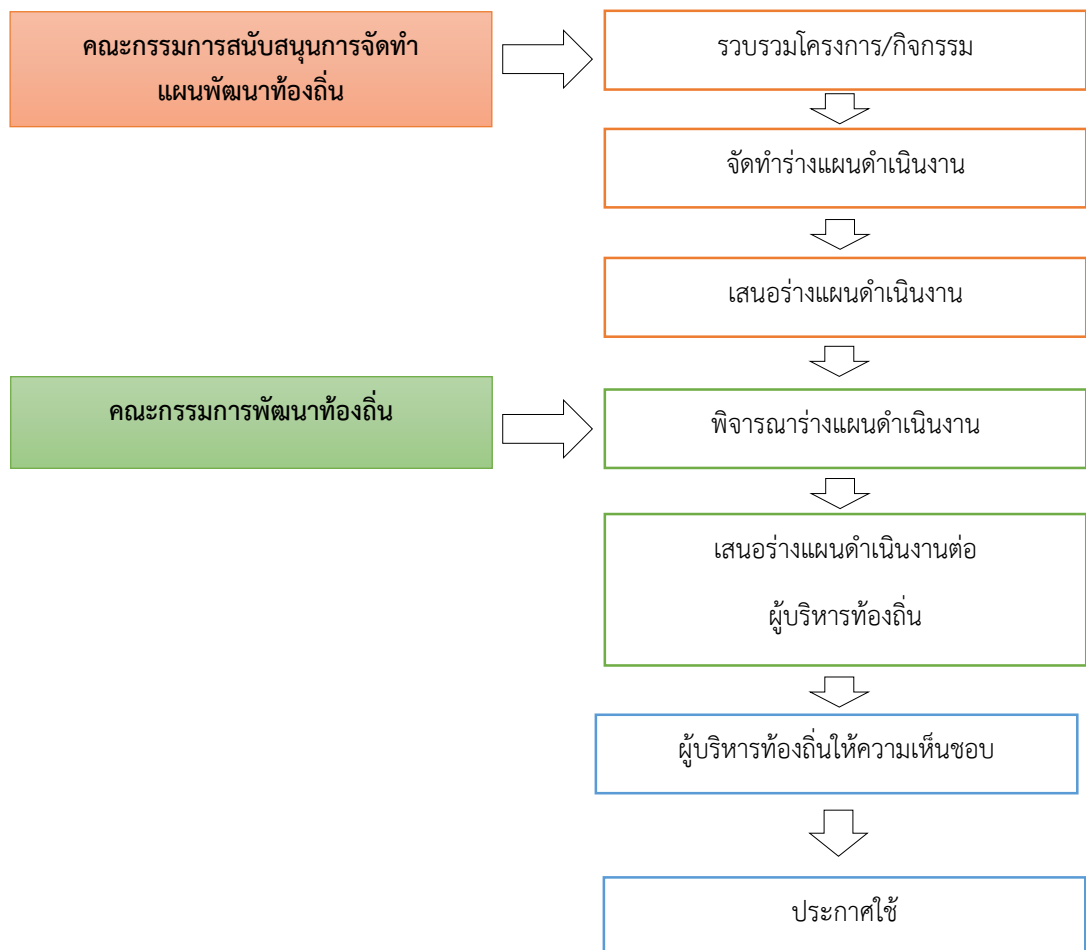 คณะกรรมการสนับสนุนการจัดทำ
แผนพัฒนาท้องถิ่น
รวบรวมโครงการ/กิจกรรม
จัดทำร่างแผนดำเนินงาน
เสนอร่างแผนดำเนินงาน
คณะกรรมการพัฒนาท้องถิ่น
พิจารณาร่างแผนดำเนินงาน
เสนอร่างแผนดำเนินงานต่อ
ผู้บริหารท้องถิ่น
ผู้บริหารท้องถิ่นให้ความเห็นชอบ
ประกาศใช้